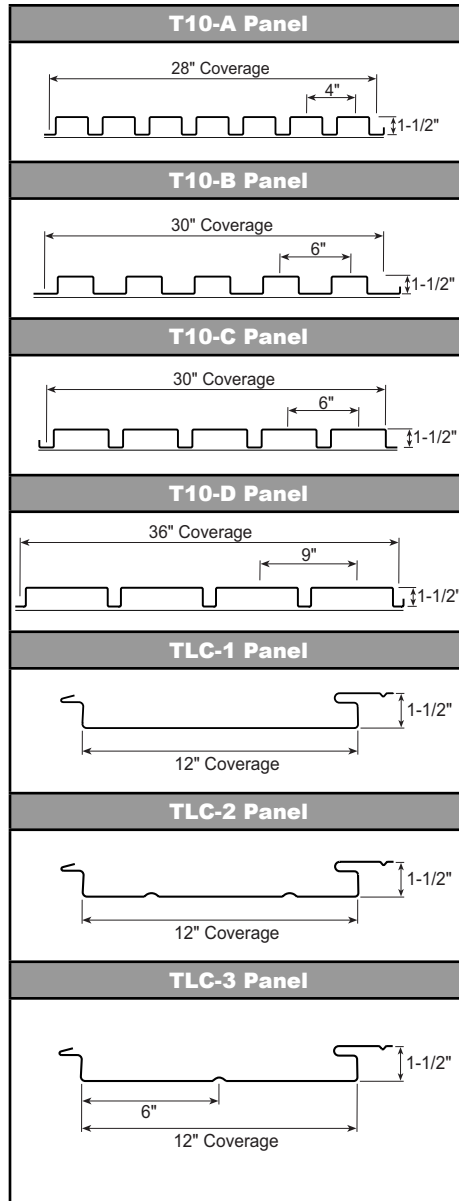 T10-A Panel
28" Coverage
4"
1-1/2"
T10-B Panel
30" Coverage
6"
1-1/2"
T10-C Panel
30" Coverage
6"
1-1/2"
T10-D Panel
36" Coverage
9"
1-1/2"
TLC-1 Panel
1-1/2"
12" Coverage
TLC-2 Panel
1-1/2"
12" Coverage
TLC-3 Panel
1-1/2"
6"
12" Coverage